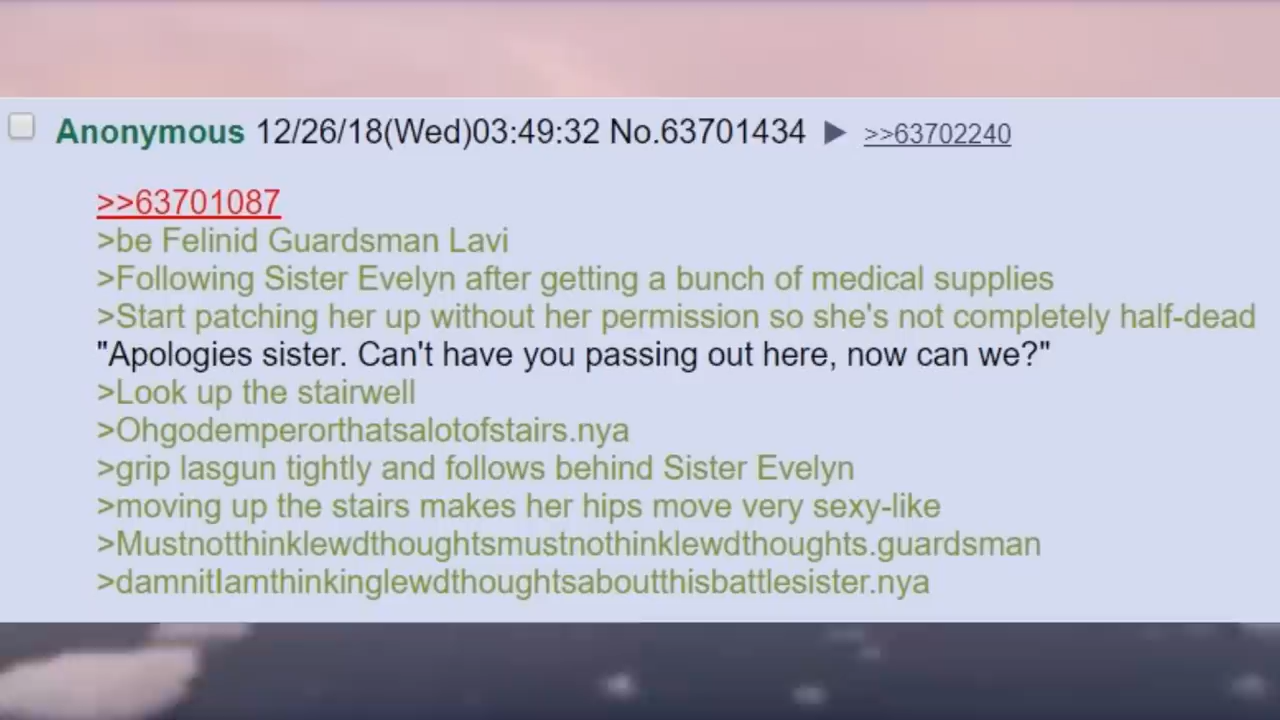 Anonymous 12/26/18(Wed)03:49:32 No.63701434 ▶ >>63702240
>>63701087
>be Felinid Guardsman Lavi
>Following Sister Evelyn after getting a bunch of medical supplies
>Start patching her up without her permission so she's not completely half-dead
"Apologies sister. Can't have you passing out here, now can we?"
>Look up the stairwell
>Ohgodemperorthatsalotofstairs.nya
>grip lasgun tightly and follows behind Sister Evelyn
>moving up the stairs makes her hips move very sexy-like
>Mustnotthinklewdthoughtsmustnothinklewdthoughts.guardsman
>damnitIamthinkinglewdthoughtsaboutthisbattlesister.nya